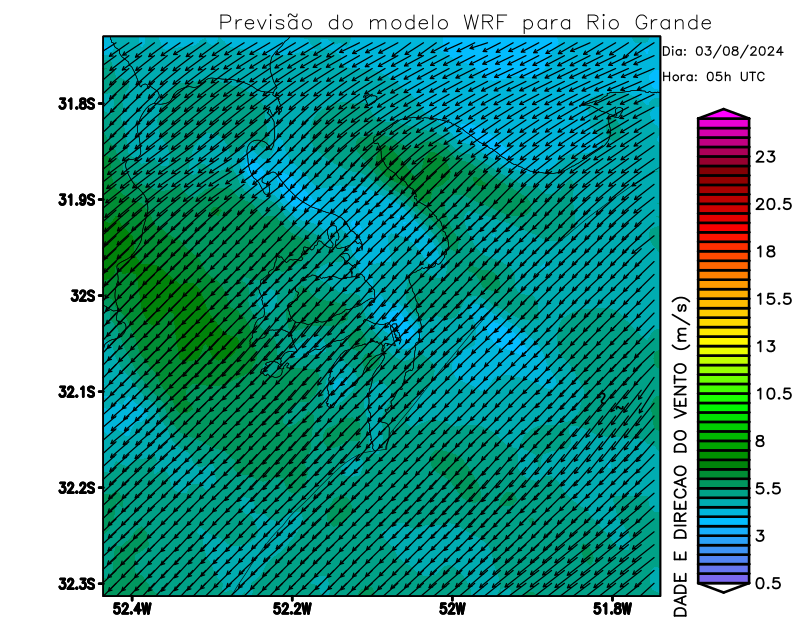 Previsão do modelo WRF para Rio Grande
Dia: 03/08/2024
Hora: 05h UTC
31.8S
31.9S
32S
32.1S
32.2S
32.3S
52.4W
52.2W
52W
51.8W
23
20.5
18
15.5
13
10.5
8
5.5
3
0.5
DADE E DIRECAO DO VENTO (m/s)